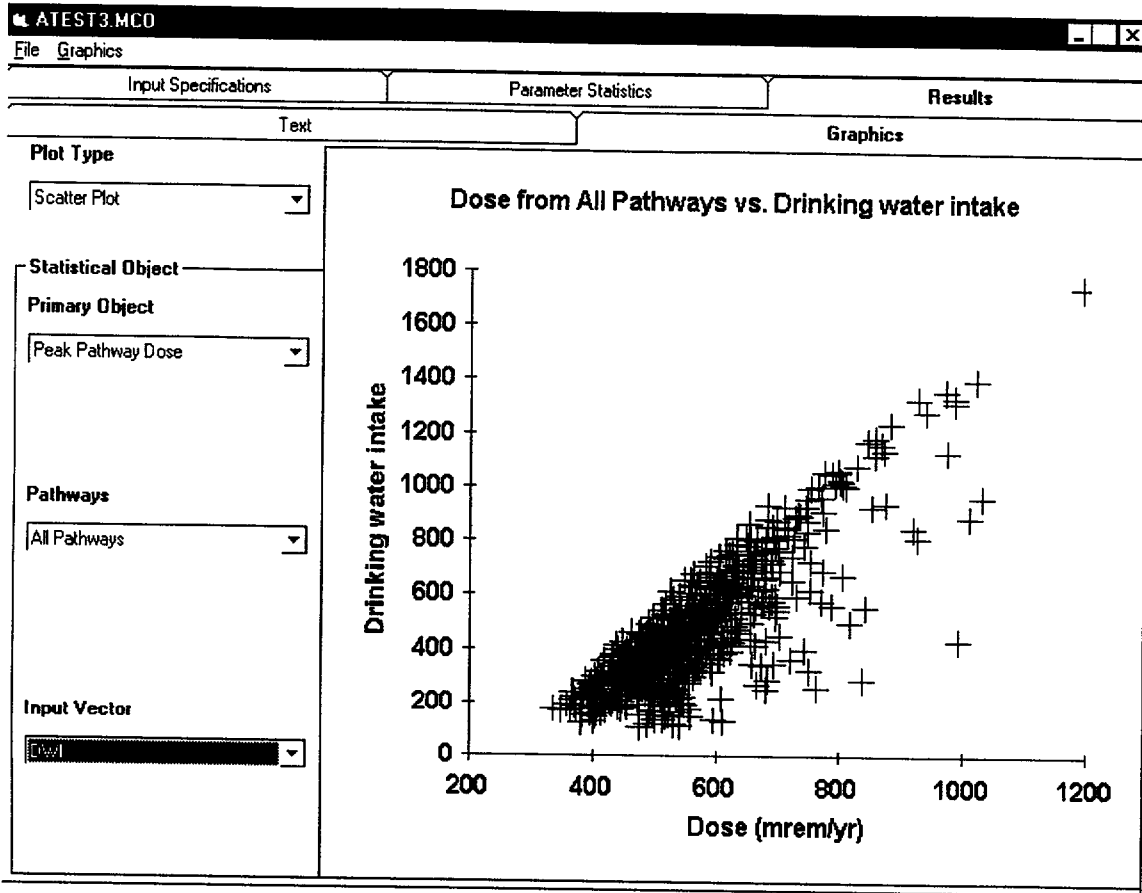 ATEST3.MCO
File Graphics
Input Specifications
Parameter Statistics
Results
Text
Graphics
Plot Type
Scatter Plot
Statistical Object
Primary Object
Peak Pathway Dose
Pathways
All Pathways
Input Vector
DWI
Dose from All Pathways vs. Drinking water intake
Drinking water intake
1800
1600
1400
1200
1000
800
600
400
200
0
200 400 600 800 1000 1200
Dose (mrem/yr)